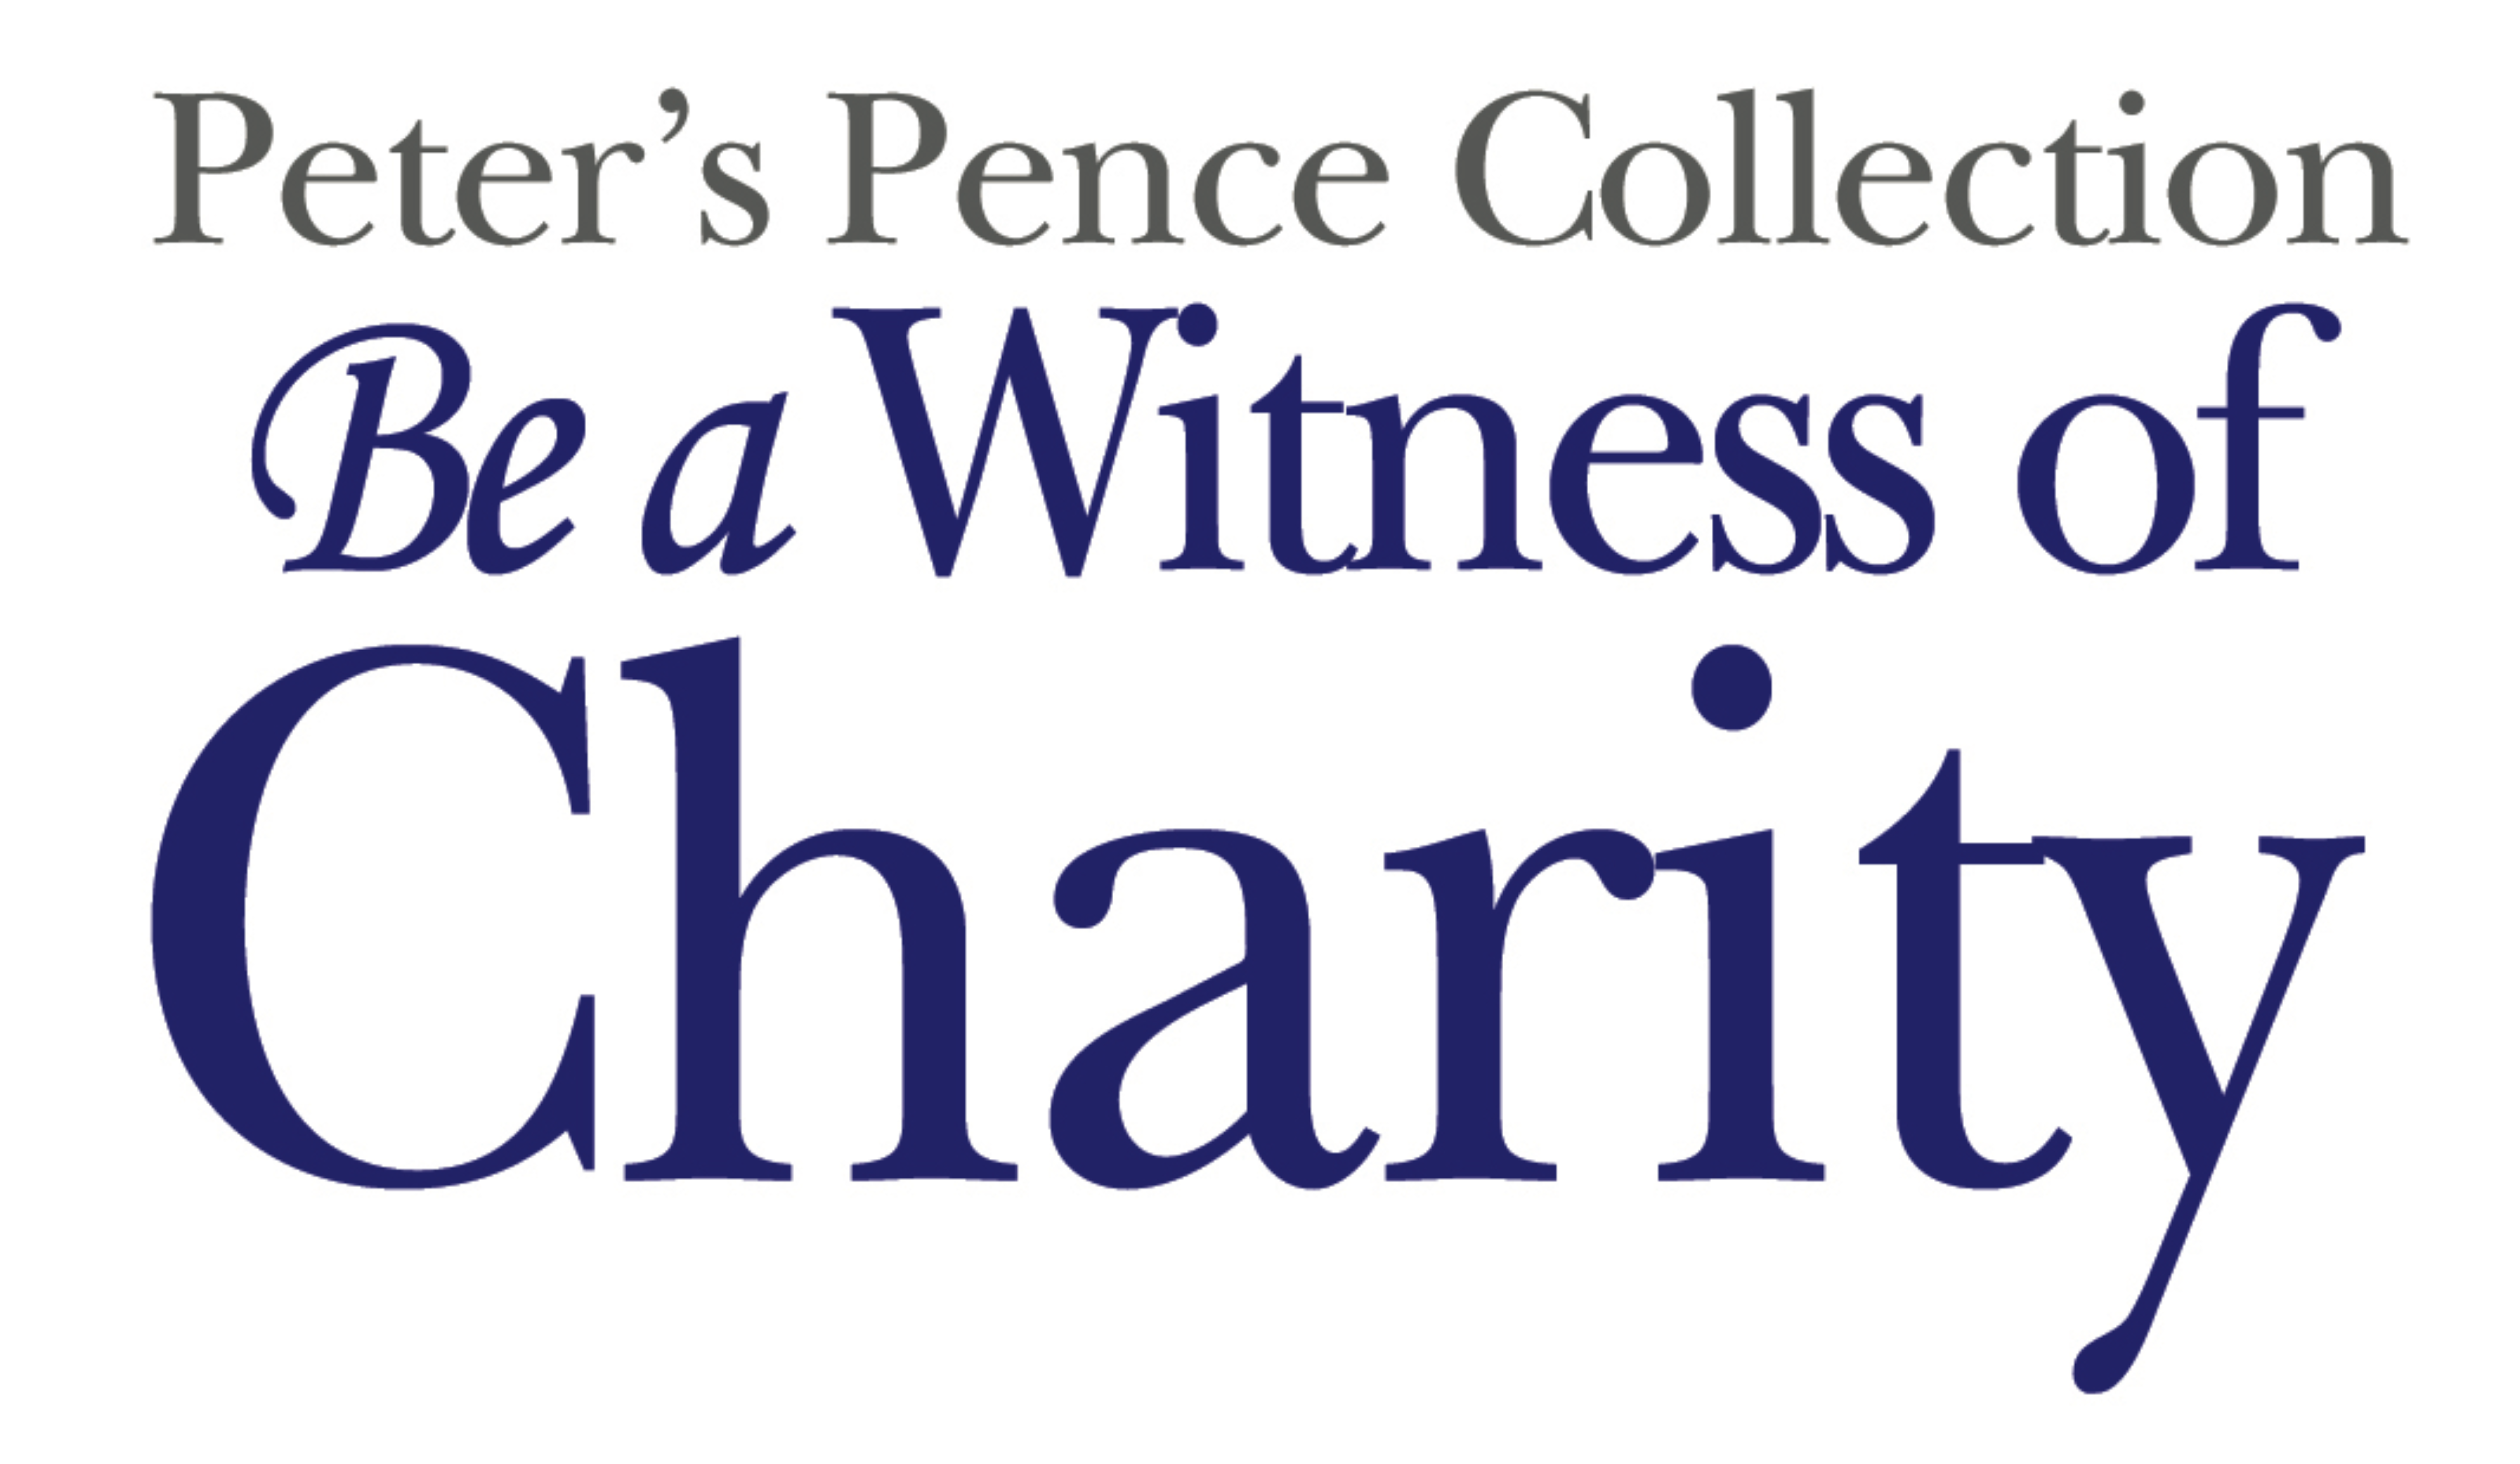 Peter’s Pence Collection
Be a Witness of
Charity